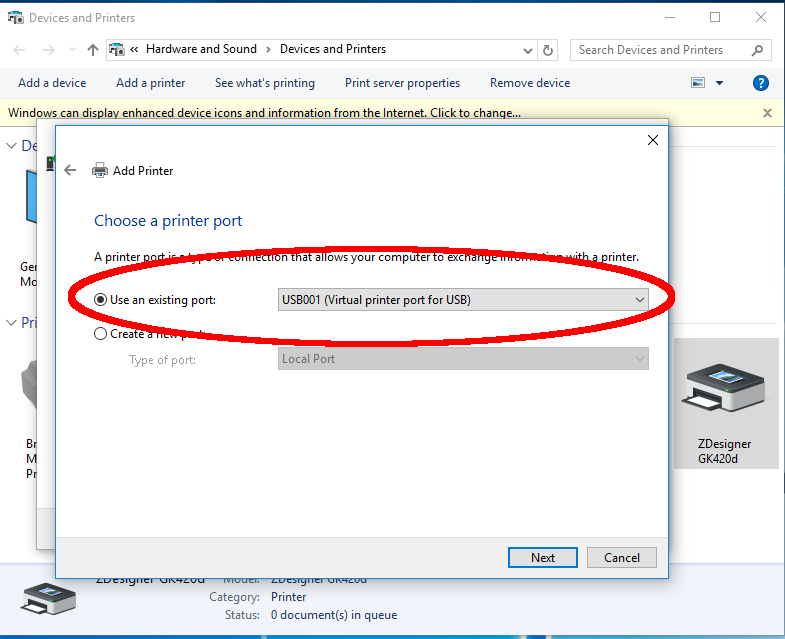 Devices and Printers
« Hardware and Sound > Devices and Printers
Search Devices and Printers
Add a device Add a printer See what's printing Print server properties Remove device
?
Windows can display enhanced device icons and information from the Internet. Click to change...
De
Add Printer
Choose a printer port
A printer port is a type of connection that allows your computer to exchange information with a printer.
Ger
Mo
Use an existing port: USB001 (Virtual printer port for USB)
Pri
Create a new port:
Type of port: Local Port
Br
M
Pr
ZDesigner
GK420d
Next Cancel
ZDesigner GK420d Model: ZDesigner GK420d
Category: Printer
Status: 0 document(s) in queue